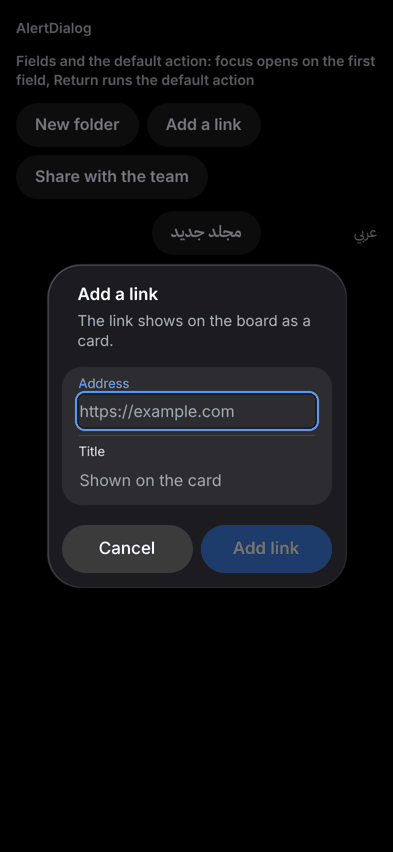 AlertDialog
Fields and the default action: focus opens on the first
field, Return runs the default action
New folder
Add a link
Share with the team
عربي
مجلد جديد
Add a link
The link shows on the board as a
card.
Address
https://example.com
Title
Shown on the card
Cancel
Add link